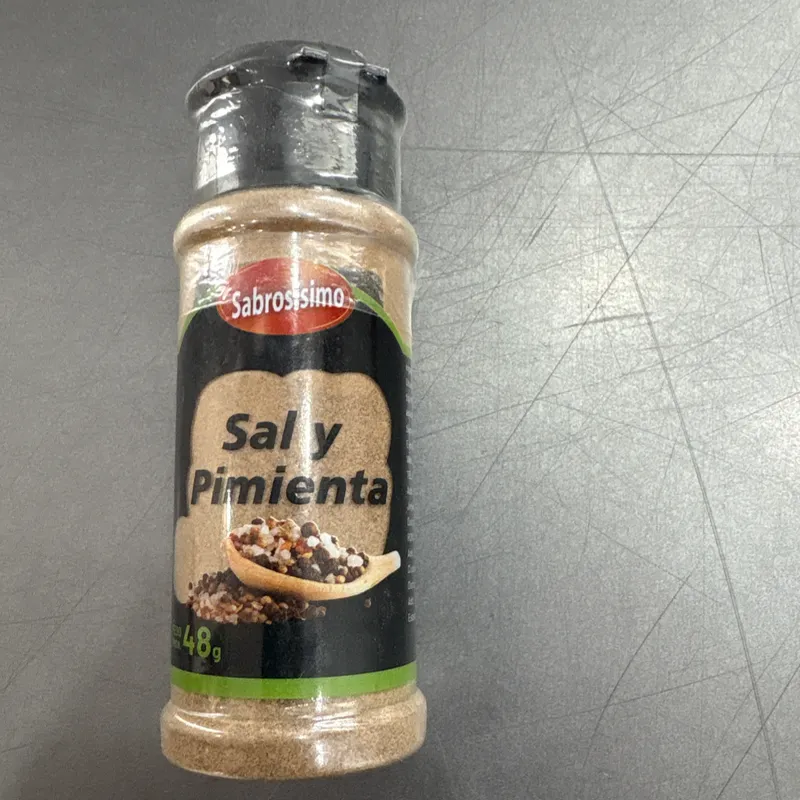 Sabrosísimo
Sal y
Pimienta
48g